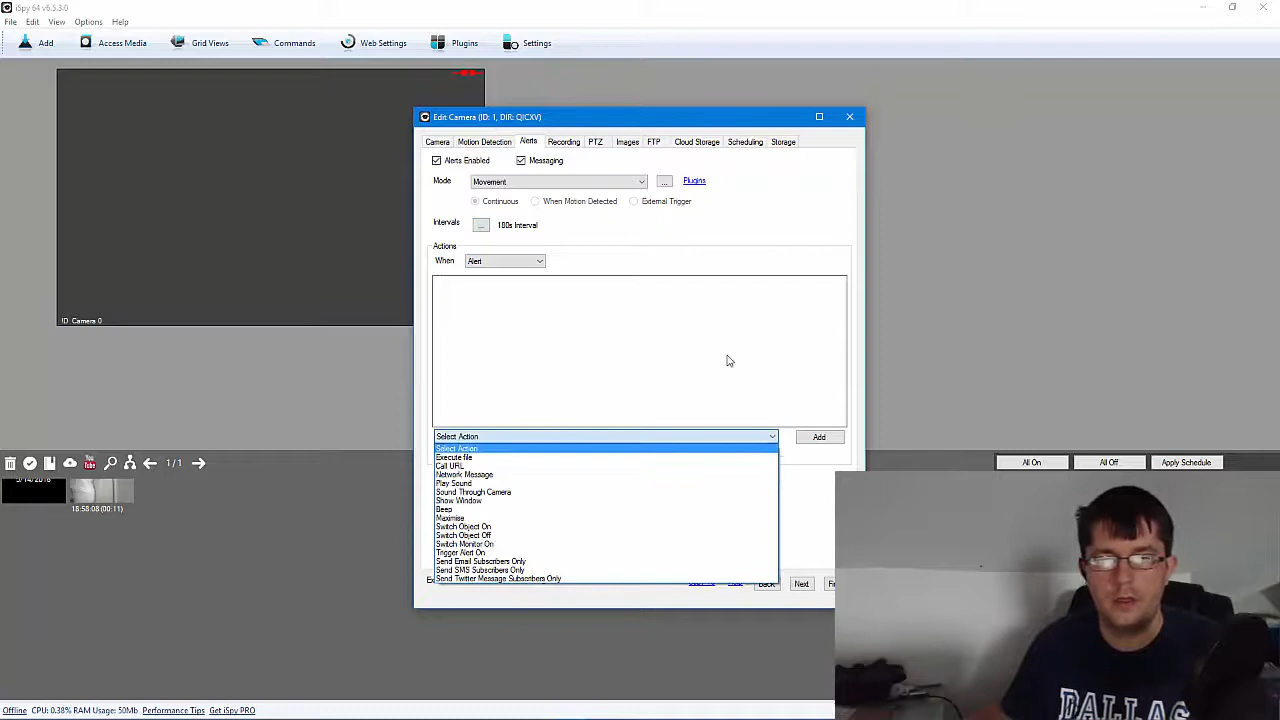 iSpy 64 v6.5.3.0
File Edit View Options Help
Add Access Media Grid Views Commands Web Settings Plugins Settings
Edit Camera (ID: 1, DIR: QICXV)
Camera Motion Detection Alerts Recording PTZ Images FTP Cloud Storage Scheduling Storage
Alerts Enabled Messaging
Mode Movement ... Plugins
Continuous When Motion Detected External Trigger
Intervals ... 180s Interval
Actions
When Alert
Camera 0
Select Action Add
Select Action
Execute file
Call URL
Network Message
Play Sound
Sound Through Camera
Show Window
Beep
Maximise
Switch Object On
Switch Object Off
Switch Monitor On
Trigger Alert On
Send Email Subscribers Only
Send SMS Subscribers Only
Send Twitter Message Subscribers Only
Back Next
You Tube 1/1 All On All Off Apply Schedule
5/14/2016
18:58:08 (00:11)
DALLAS
Offline CPU: 0.38% RAM Usage: 50Mb Performance Tips Get iSpy PRO